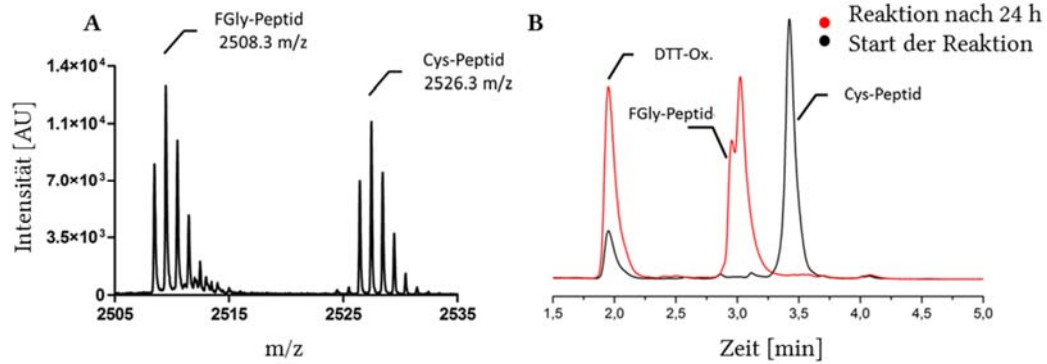 A
FGly-Peptid
2508.3 m/z
Cys-Peptid
2526.3 m/z
Intensität [AU]
1.4×10⁴
1.1×10⁴
7.0×10³
3.5×10³
0
2505
2515
2525
2535
m/z
B
Reaktion nach 24 h
Start der Reaktion
DTT-Ox.
FGly-Peptid
Cys-Peptid
1,5
2,0
2,5
3,0
3,5
4,0
4,5
5,0
Zeit [min]